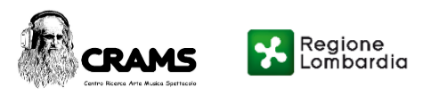 CRAMS
Centro Ricerca Arte Musica Spettacolo
Regione
Lombardia